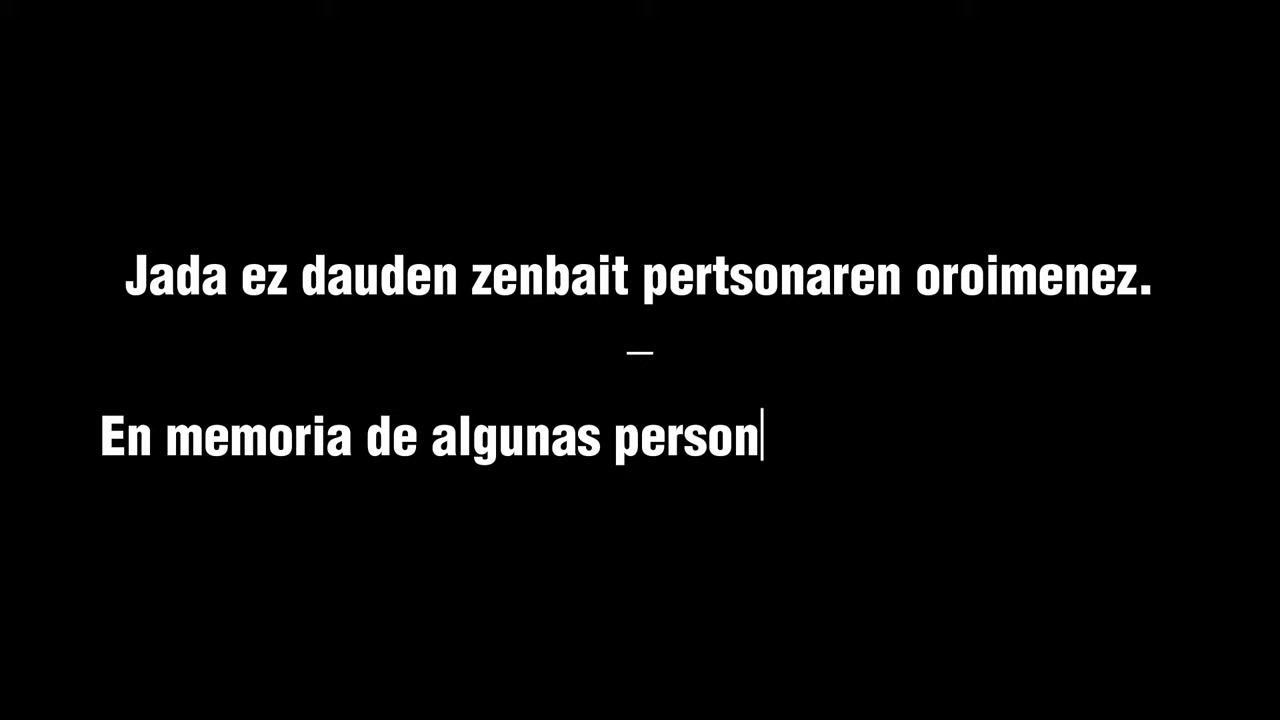 Jada ez dauden zenbait pertsonaren oroimenez.
—
En memoria de algunas person